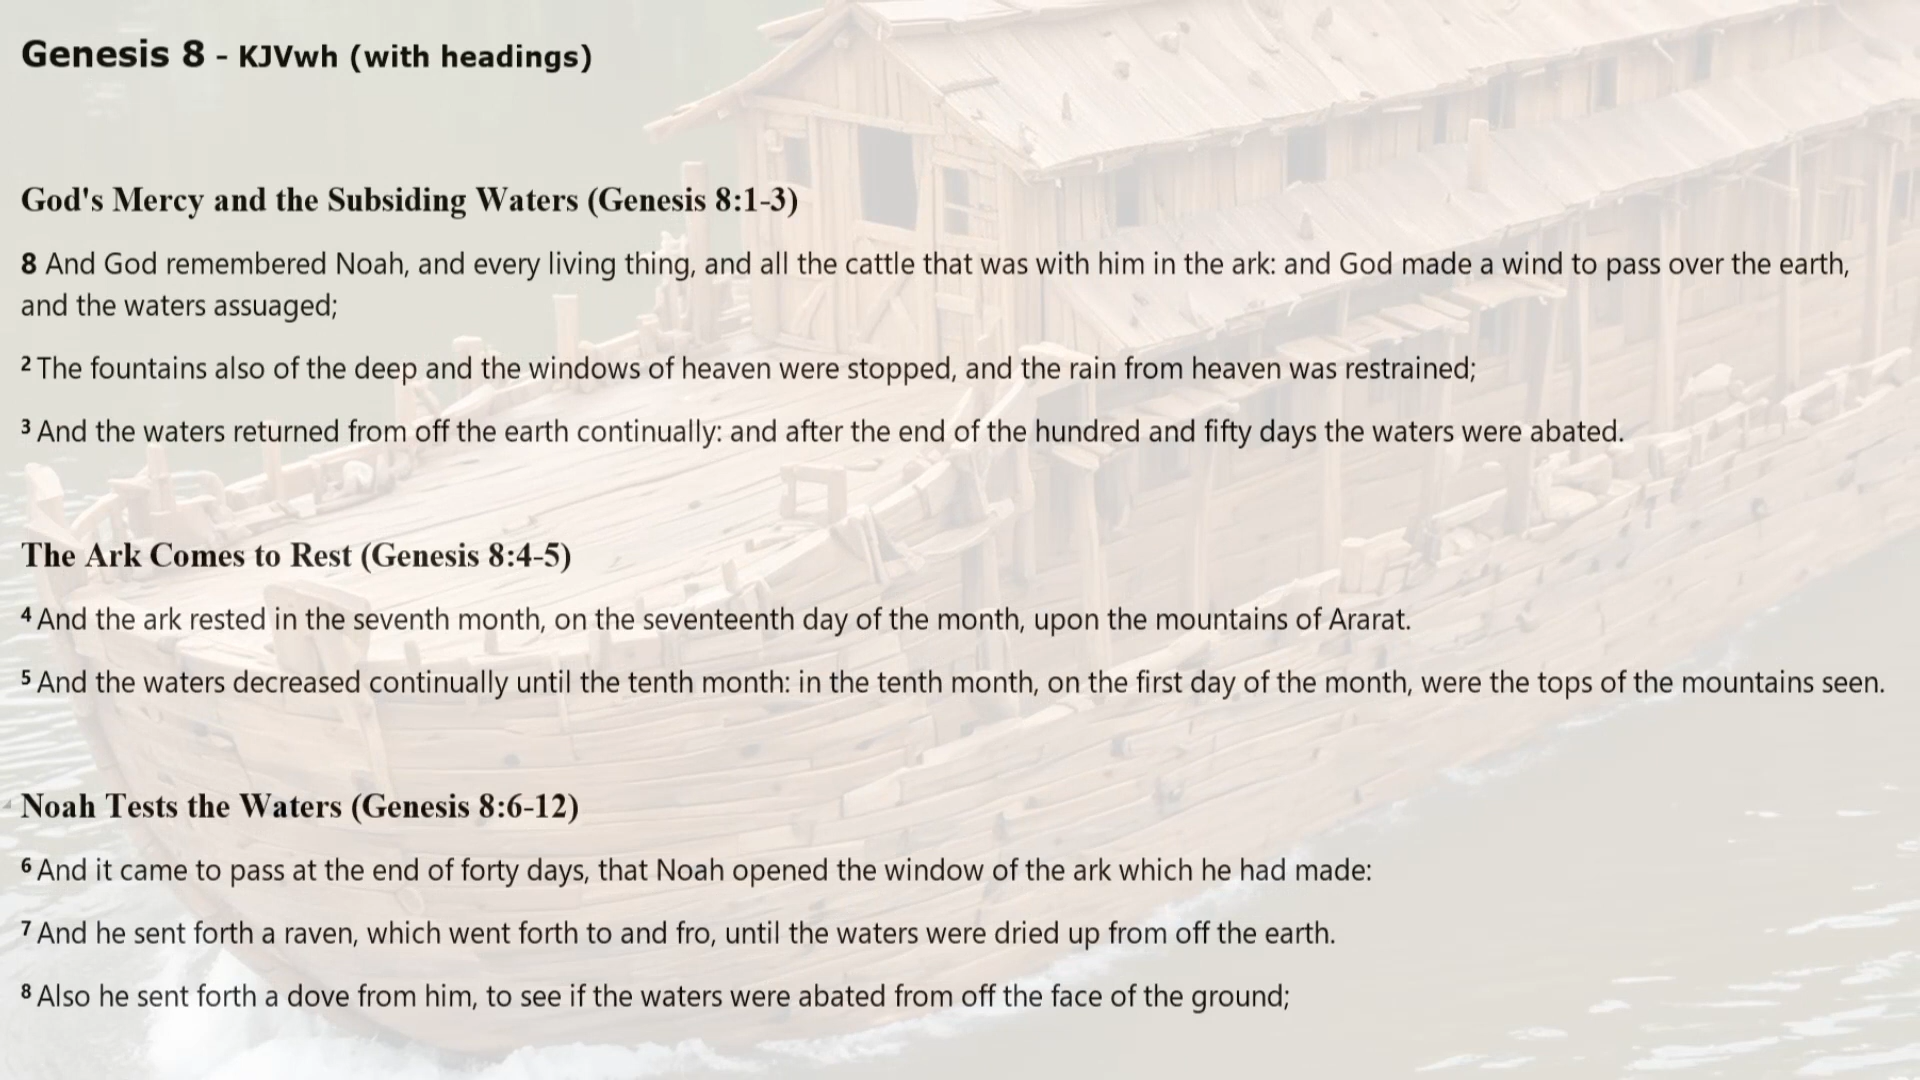 Genesis 8 - KJVwh (with headings)
God's Mercy and the Subsiding Waters (Genesis 8:1-3)
8 And God remembered Noah, and every living thing, and all the cattle that was with him in the ark: and God made a wind to pass over the earth,
and the waters assuaged;
2 The fountains also of the deep and the windows of heaven were stopped, and the rain from heaven was restrained;
3 And the waters returned from off the earth continually: and after the end of the hundred and fifty days the waters were abated.
The Ark Comes to Rest (Genesis 8:4-5)
4 And the ark rested in the seventh month, on the seventeenth day of the month, upon the mountains of Ararat.
5 And the waters decreased continually until the tenth month: in the tenth month, on the first day of the month, were the tops of the mountains seen.
Noah Tests the Waters (Genesis 8:6-12)
6 And it came to pass at the end of forty days, that Noah opened the window of the ark which he had made:
7 And he sent forth a raven, which went forth to and fro, until the waters were dried up from off the earth.
8 Also he sent forth a dove from him, to see if the waters were abated from off the face of the ground;